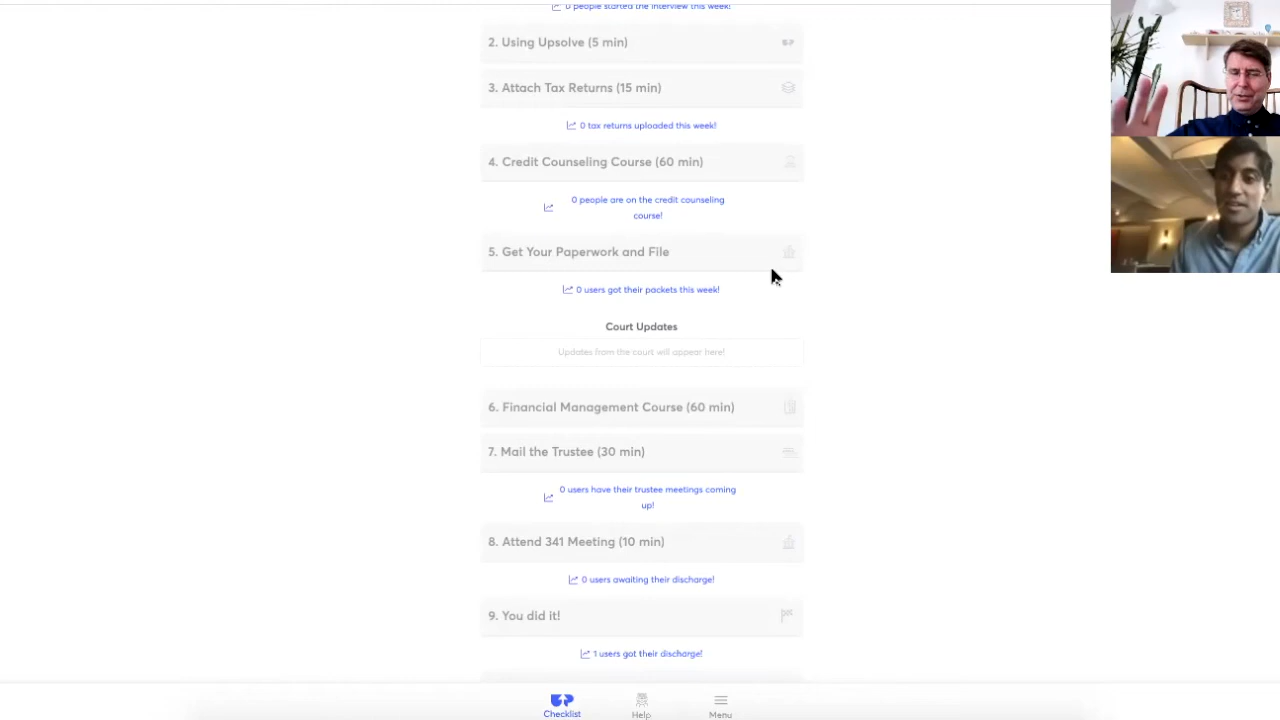 0 people started the interview this week!
2. Using Upsolve (5 min)
3. Attach Tax Returns (15 min)
0 tax returns uploaded this week!
4. Credit Counseling Course (60 min)
0 people are on the credit counseling
course!
5. Get Your Paperwork and File
0 users got their packets this week!
Court Updates
Updates from the court will appear here!
6. Financial Management Course (60 min)
7. Mail the Trustee (30 min)
0 users have their trustee meetings coming
up!
8. Attend 341 Meeting (10 min)
0 users awaiting their discharge!
9. You did it!
1 users got their discharge!
Checklist
Help
Menu